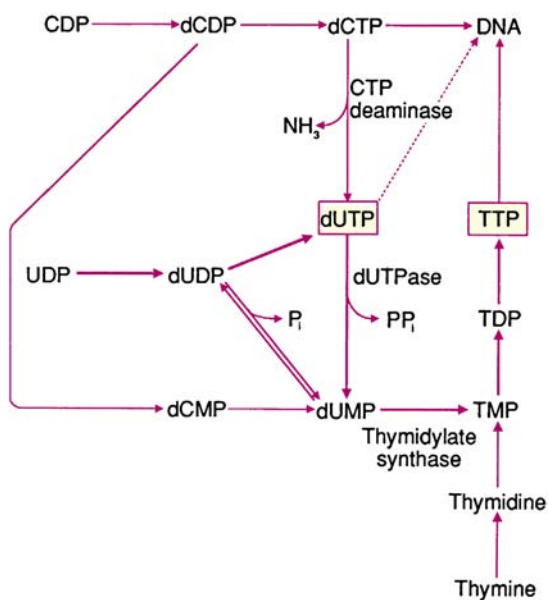 CDP dCDP dCTP DNA
CTP
deaminase
NH₃
dUTP TTP
UDP dUDP dUTPase
Pᵢ PPᵢ TDP
dCMP dUMP TMP
Thymidylate
synthase
Thymidine
Thymine